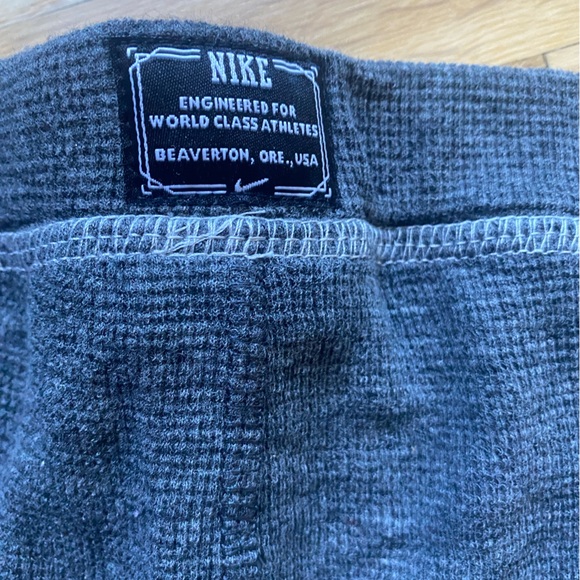 NIKE
ENGINEERED FOR
WORLD CLASS ATHLETES
BEAVERTON, ORE., USA